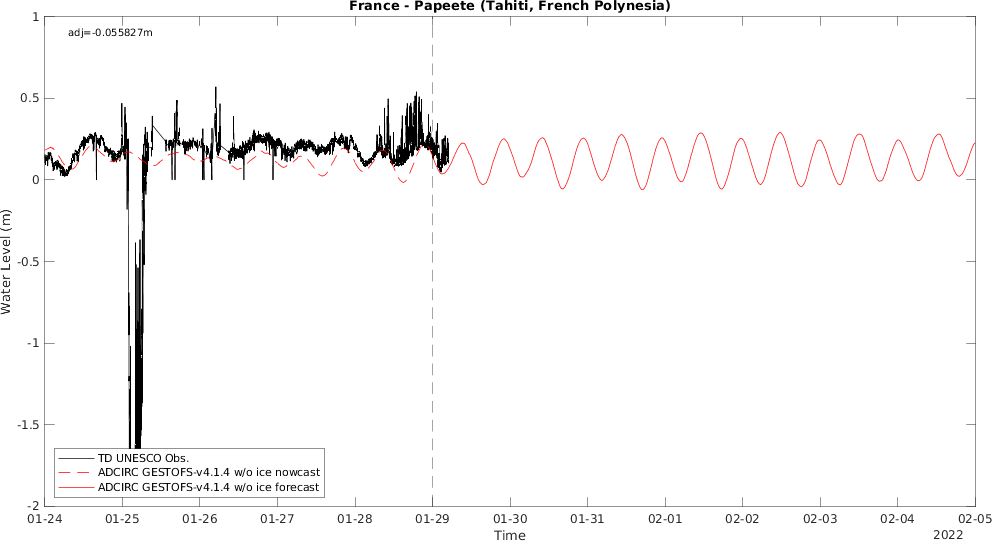 France - Papeete (Tahiti, French Polynesia)
adj=-0.055827m
1
0.5
0
-0.5
-1
-1.5
-2
Water Level (m)
TD UNESCO Obs.
ADCIRC GESTOFS-v4.1.4 w/o ice nowcast
ADCIRC GESTOFS-v4.1.4 w/o ice forecast
01-24 01-25 01-26 01-27 01-28 01-29 01-30 01-31 02-01 02-02 02-03 02-04 02-05
Time
2022